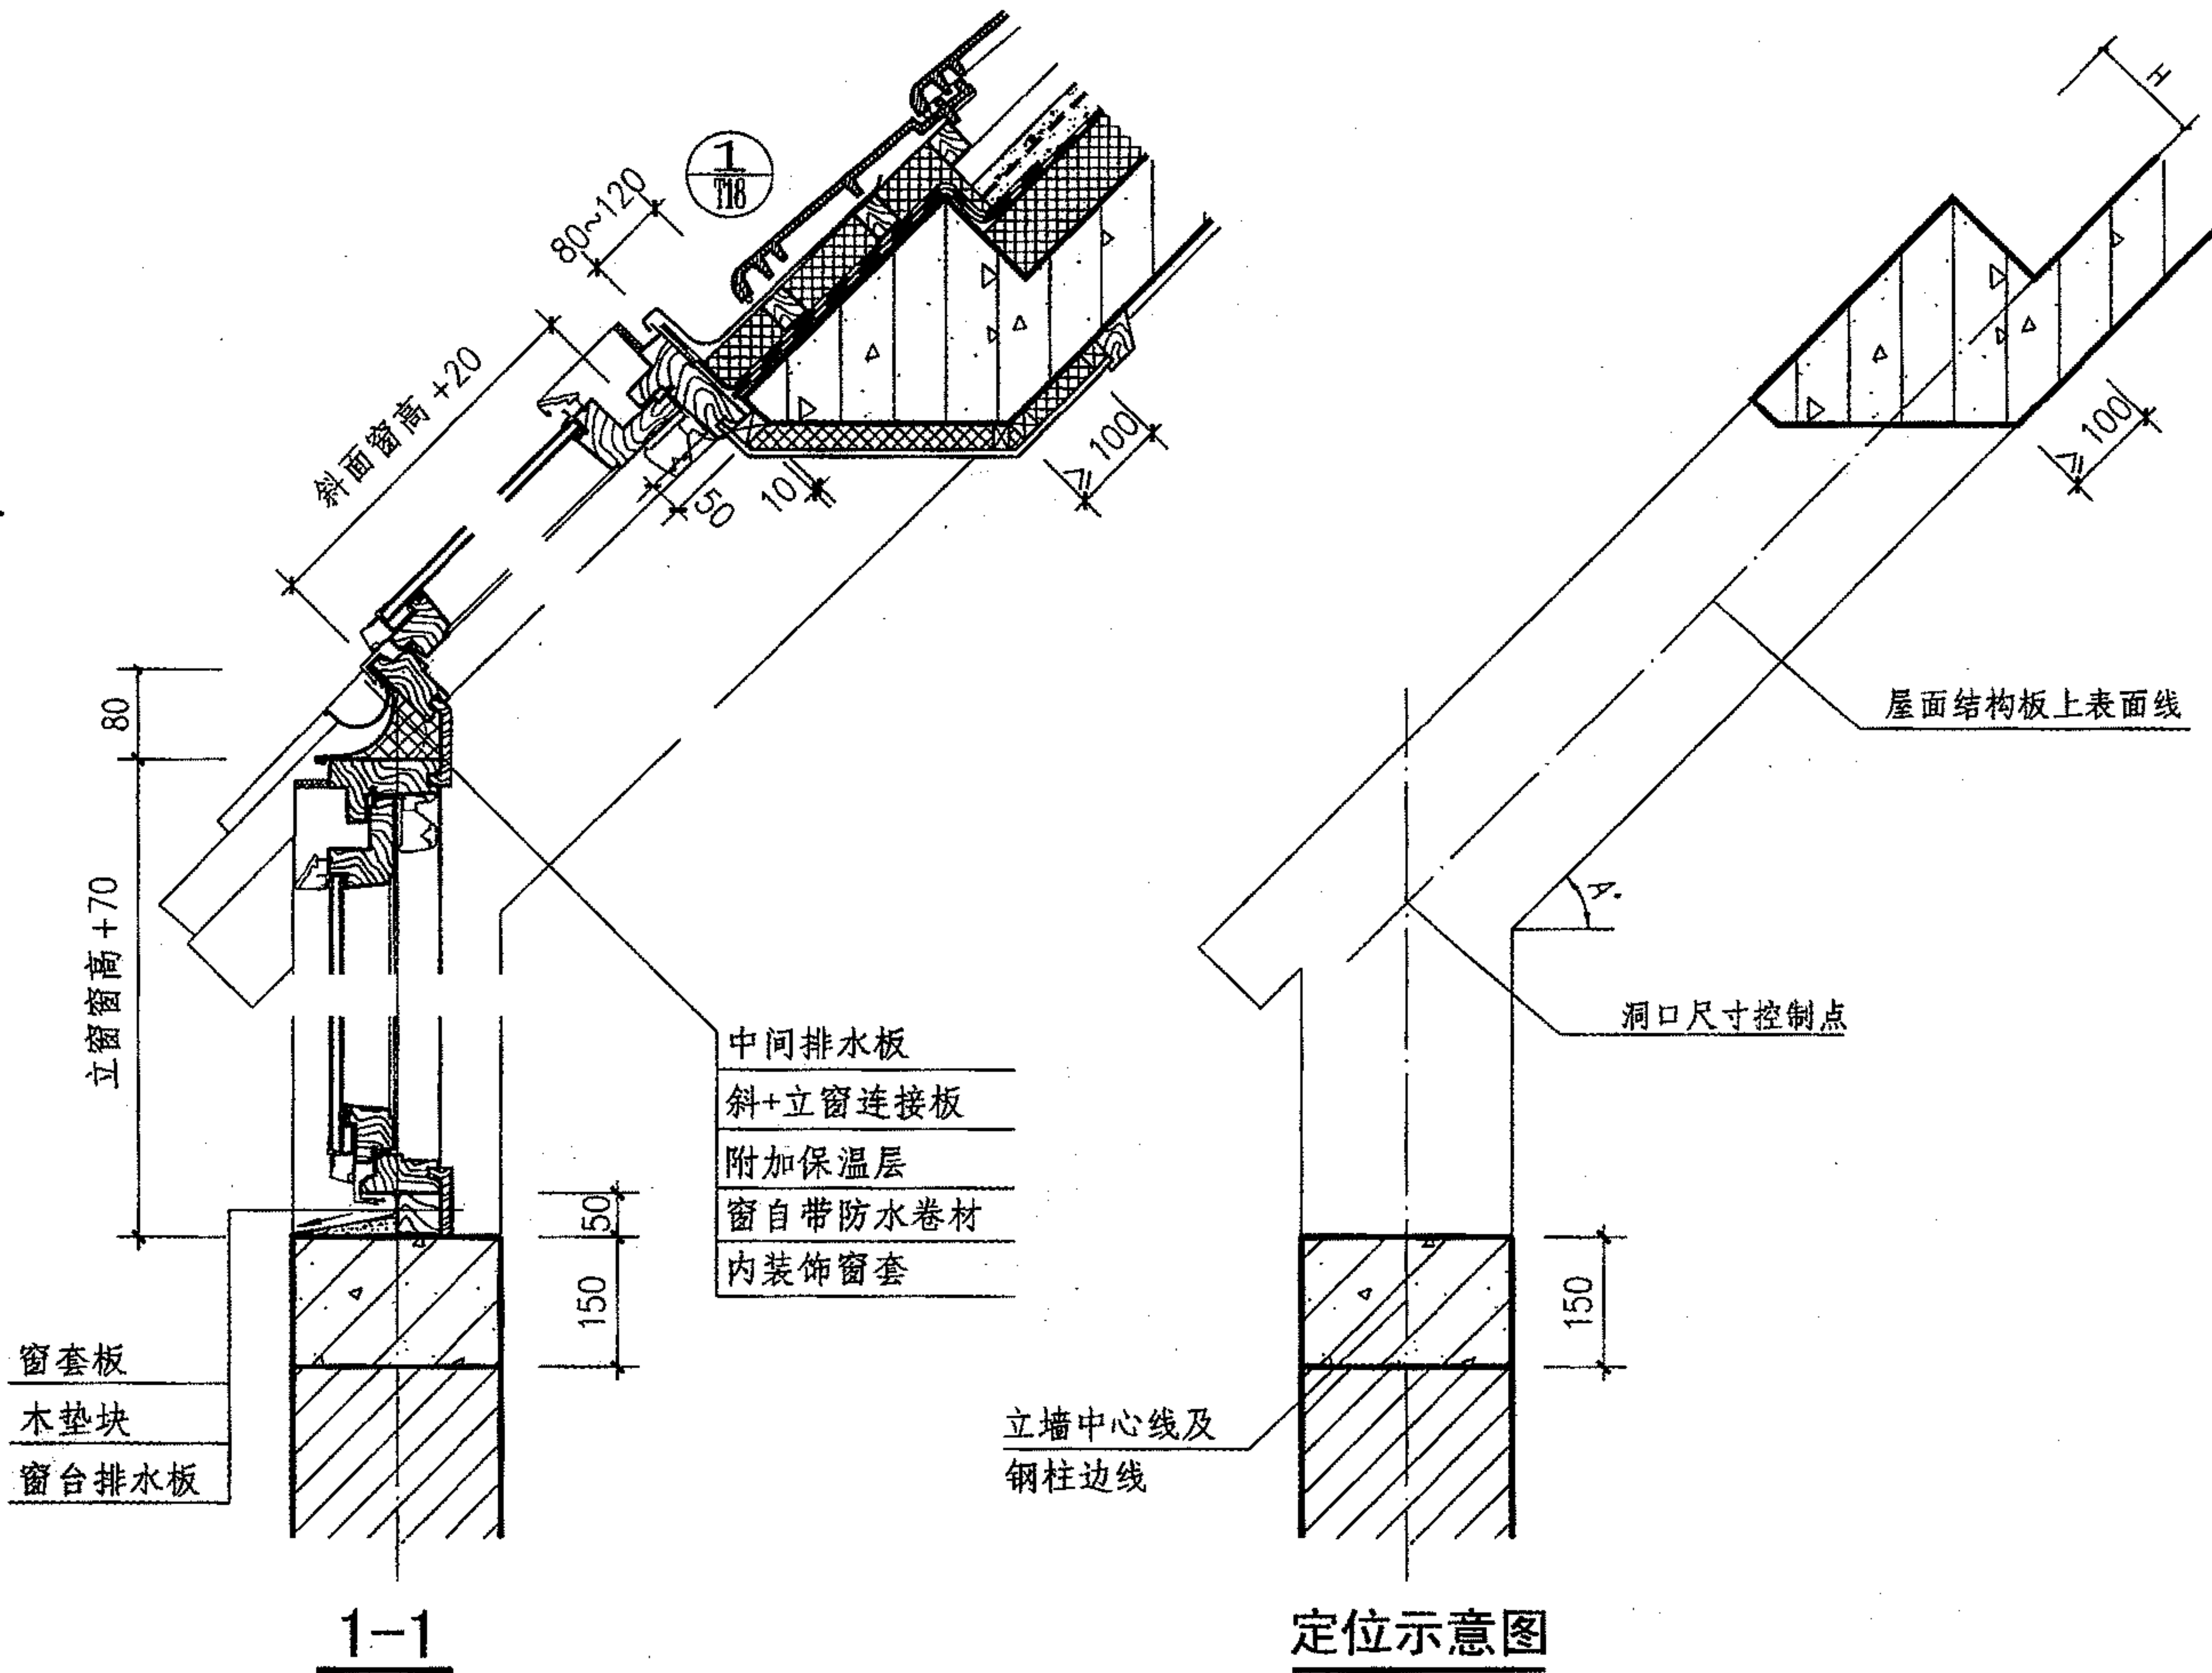 1
T18
80~120
斜面窗高+20
50
10
≥100
80
立窗窗高+70
中间排水板
斜+立窗连接板
附加保温层
窗自带防水卷材
内装饰窗套
50
150
窗套板
木垫块
窗台排水板
1-1
H
≥100
屋面结构板上表面线
A°
洞口尺寸控制点
150
立墙中心线及
钢柱边线
定位示意图